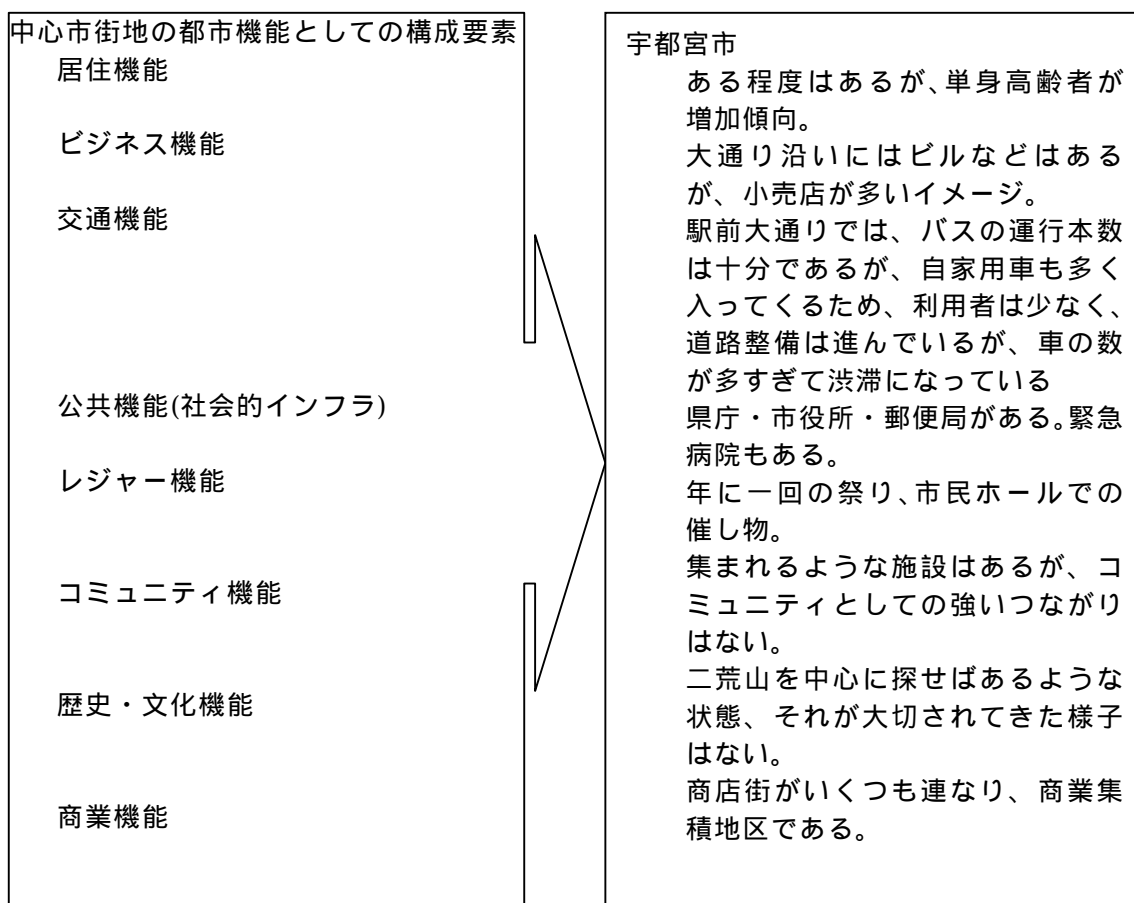 中心市街地の都市機能としての構成要素
居住機能
ビジネス機能
交通機能
公共機能(社会的インフラ)
レジャー機能
コミュニティ機能
歴史・文化機能
商業機能
宇都宮市
ある程度はあるが、単身高齢者が
増加傾向。
大通り沿いにはビルなどはある
が、小売店が多いイメージ。
駅前大通りでは、バスの運行本数
は十分であるが、自家用車も多く
入ってくるため、利用者は少なく、
道路整備は進んでいるが、車の数
が多すぎて渋滞になっている
県庁・市役所・郵便局がある。緊急
病院もある。
年に一回の祭り、市民ホールでの
催し物。
集まれるような施設はあるが、コ
ミュニティとしての強いつながり
はない。
二荒山を中心に探せばあるような
状態、それが大切されてきた様子
はない。
商店街がいくつも連なり、商業集
積地区である。